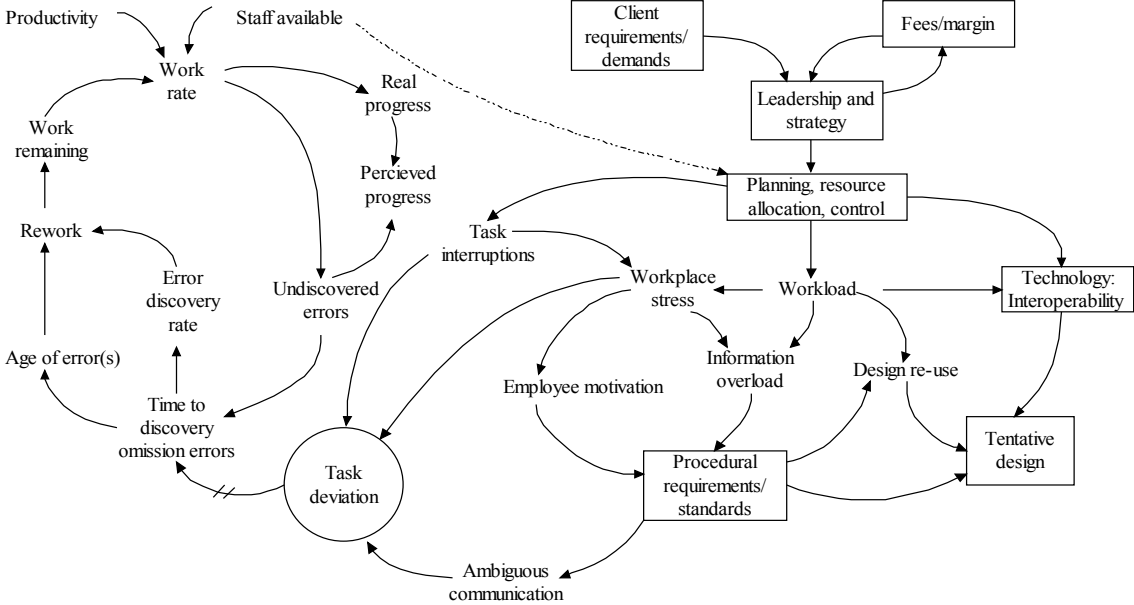 Productivity
Staff available
Client
requirements/
demands
Fees/margin
Work
rate
Real
progress
Leadership and
strategy
Work
remaining
Percieved
progress
Planning, resource
allocation, control
Rework
Task
interruptions
Error
discovery
rate
Undiscovered
errors
Workplace
stress
Workload
Technology:
Interoperability
Age of error(s)
Information
overload
Design re-use
Employee motivation
Time to
discovery
omission errors
Task
deviation
Procedural
requirements/
standards
Tentative
design
Ambiguous
communication